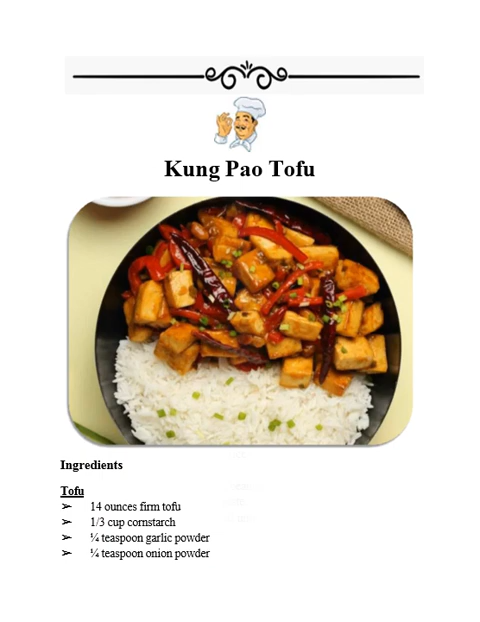 Kung Pao Tofu
Ingredients
Tofu
➢ 14 ounces firm tofu
➢ 1/3 cup cornstarch
➢ ¼ teaspoon garlic powder
➢ ¼ teaspoon onion powder